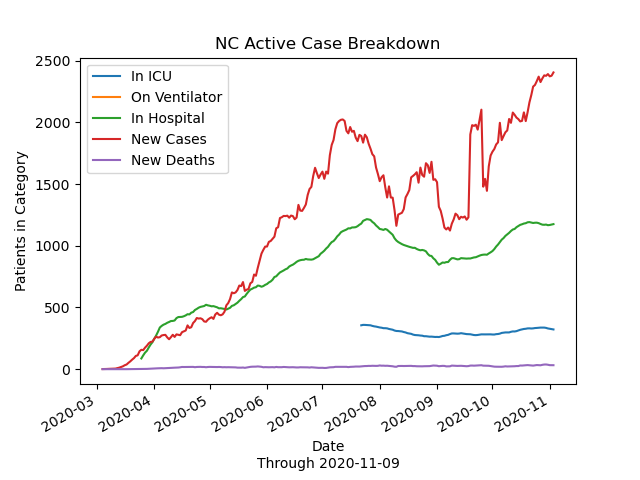 NC Active Case Breakdown
In ICU
On Ventilator
In Hospital
New Cases
New Deaths
2500
2000
1500
1000
500
0
Patients in Category
2020-03
2020-04
2020-05
2020-06
2020-07
2020-08
2020-09
2020-10
2020-11
Date
Through 2020-11-09